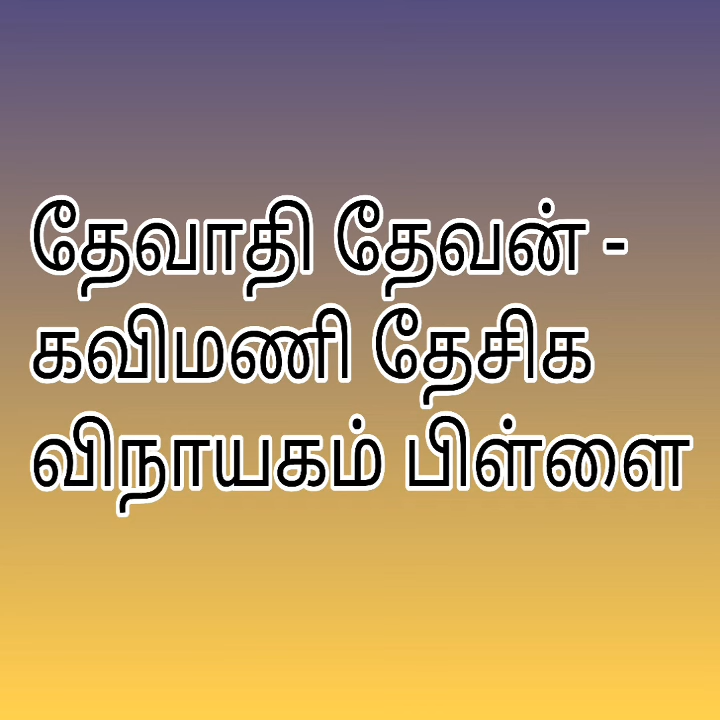 தேவாதி தேவன் -
கவிமணி தேசிக
விநாயகம் பிள்ளை